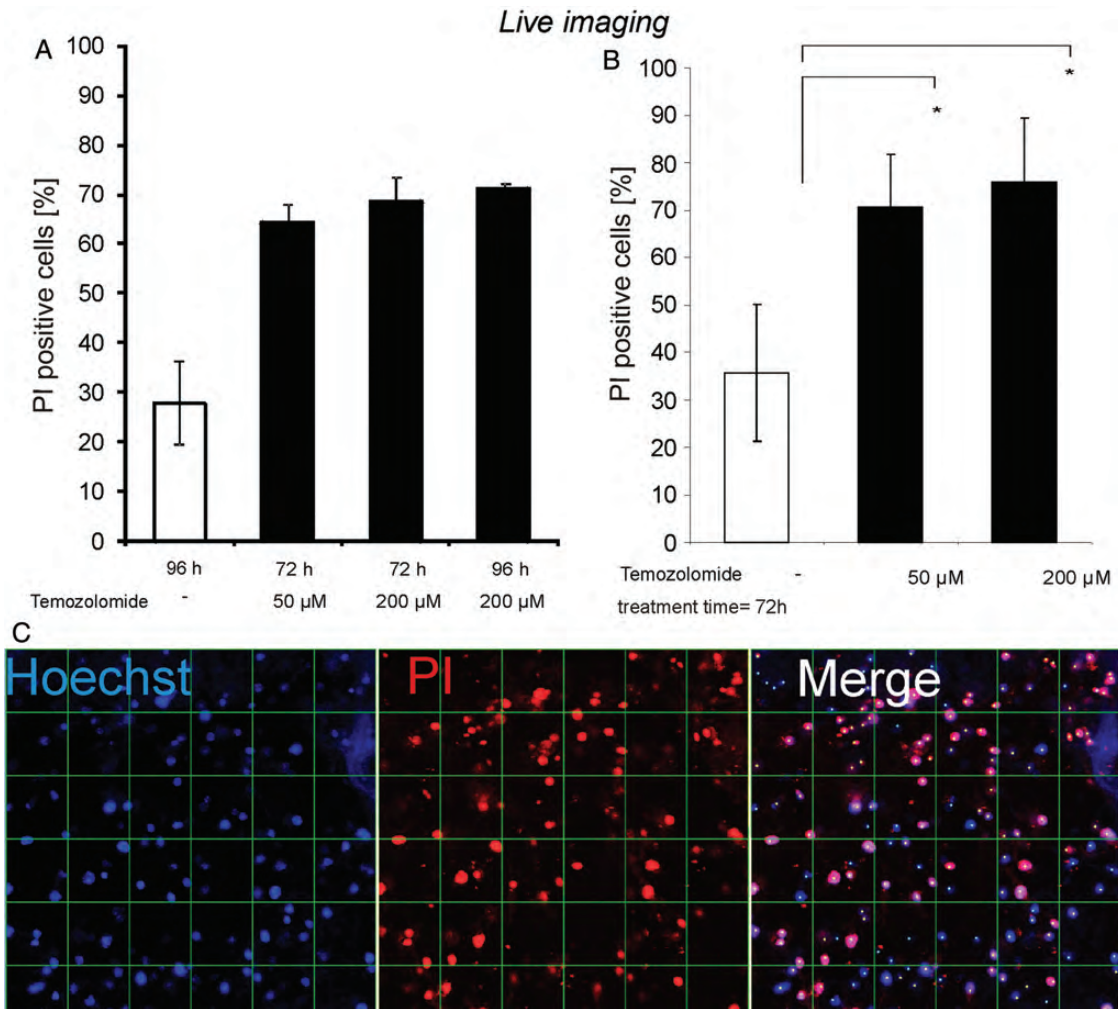 Live imaging
A
PI positive cells [%]
100
90
80
70
60
50
40
30
20
10
0
96 h 72 h 72 h 96 h
Temozolomide - 50 µM 200 µM 200 µM
B
PI positive cells [%]
100
90
80
70
60
50
40
30
20
10
0
*
*
Temozolomide - 50 µM 200 µM
treatment time= 72h
C
Hoechst PI Merge